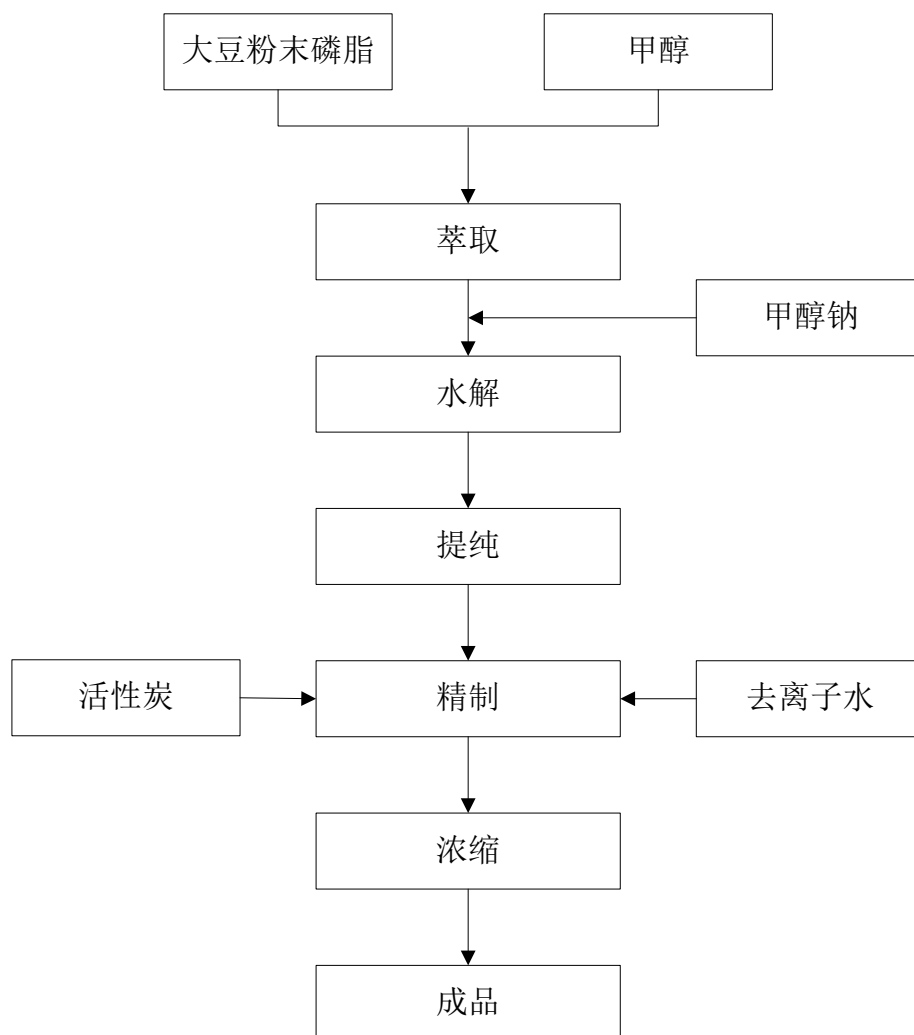 大豆粉末磷脂
甲醇
萃取
甲醇钠
水解
提纯
活性炭
精制
去离子水
浓缩
成品